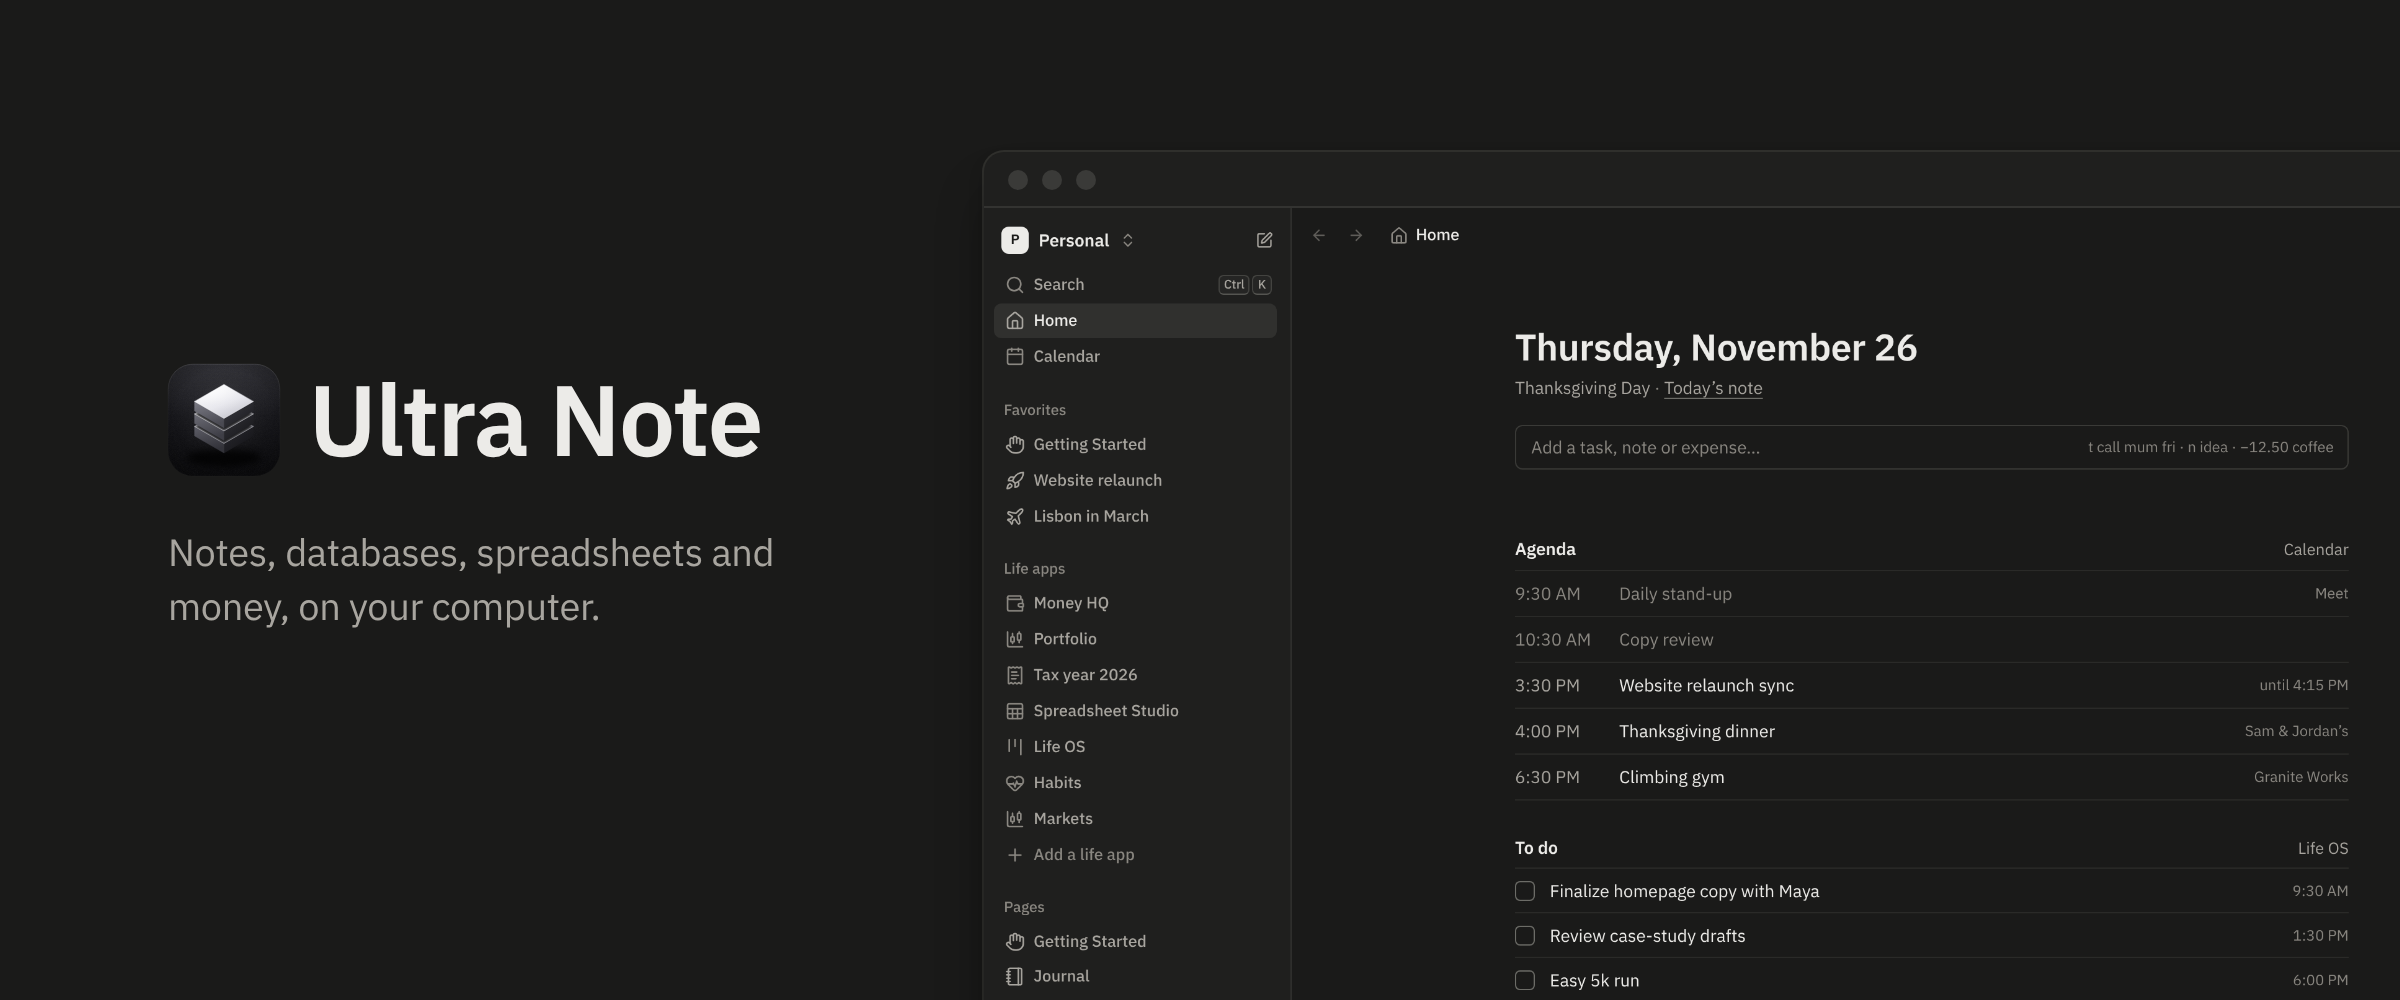 Ultra Note
Notes, databases, spreadsheets and
money, on your computer.
P Personal
Search Ctrl K
Home
Calendar
Favorites
Getting Started
Website relaunch
Lisbon in March
Life apps
Money HQ
Portfolio
Tax year 2026
Spreadsheet Studio
Life OS
Habits
Markets
Add a life app
Pages
Getting Started
Journal
Home
Thursday, November 26
Thanksgiving Day · Today’s note
Add a task, note or expense... t call mum fri · n idea · −12.50 coffee
Agenda Calendar
9:30 AM Daily stand-up Meet
10:30 AM Copy review
3:30 PM Website relaunch sync until 4:15 PM
4:00 PM Thanksgiving dinner Sam & Jordan’s
6:30 PM Climbing gym Granite Works
To do Life OS
Finalize homepage copy with Maya 9:30 AM
Review case-study drafts 1:30 PM
Easy 5k run 6:00 PM